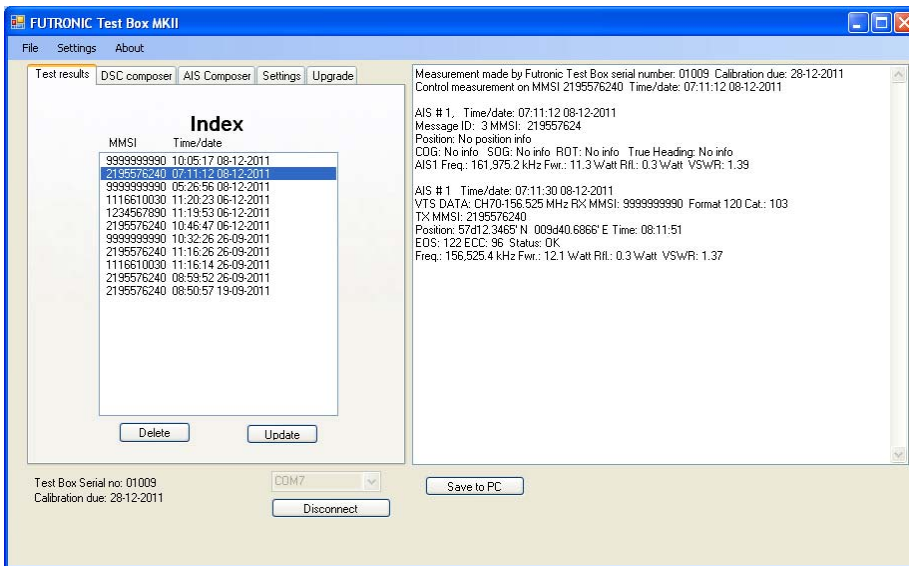 FUTRONIC Test Box MKII
File Settings About
Test results DSC composer AIS Composer Settings Upgrade
Index
MMSI Time/date
9999999990 10:05:17 08-12-2011
2195576240 07:11:12 08-12-2011
9999999990 05:26:56 08-12-2011
1116610030 11:20:23 06-12-2011
1234567890 11:19:53 06-12-2011
2195576240 10:46:47 06-12-2011
9999999990 10:32:26 26-09-2011
2195576240 11:16:26 26-09-2011
1116610030 11:16:14 26-09-2011
2195576240 08:59:52 26-09-2011
2195576240 08:50:57 19-09-2011
Delete Update
Measurement made by Futronic Test Box serial number: 01009 Calibration due: 28-12-2011
Control measurement on MMSI 2195576240 Time/date: 07:11:12 08-12-2011
AIS # 1, Time/date: 07:11:12 08-12-2011
Message ID: 3 MMSI: 219557624
Position: No position info
COG: No info SOG: No info ROT: No info True Heading: No info
AIS1 Freq.: 161,975.2 kHz Fwr.: 11.3 Watt Rfl.: 0.3 Watt VSWR: 1.39
AIS # 1 Time/date: 07:11:30 08-12-2011
VTS DATA: CH70-156.525 MHz RX MMSI: 9999999990 Format 120 Cat.: 103
TX MMSI: 2195576240
Position: 57d12.3465' N 009d40.6866' E Time: 08:11:51
EOS: 122 ECC: 96 Status: OK
Freq.: 156,525.4 kHz Fwr.: 12.1 Watt Rfl.: 0.3 Watt VSWR: 1.37
Test Box Serial no: 01009
Calibration due: 28-12-2011
COM7
Disconnect
Save to PC